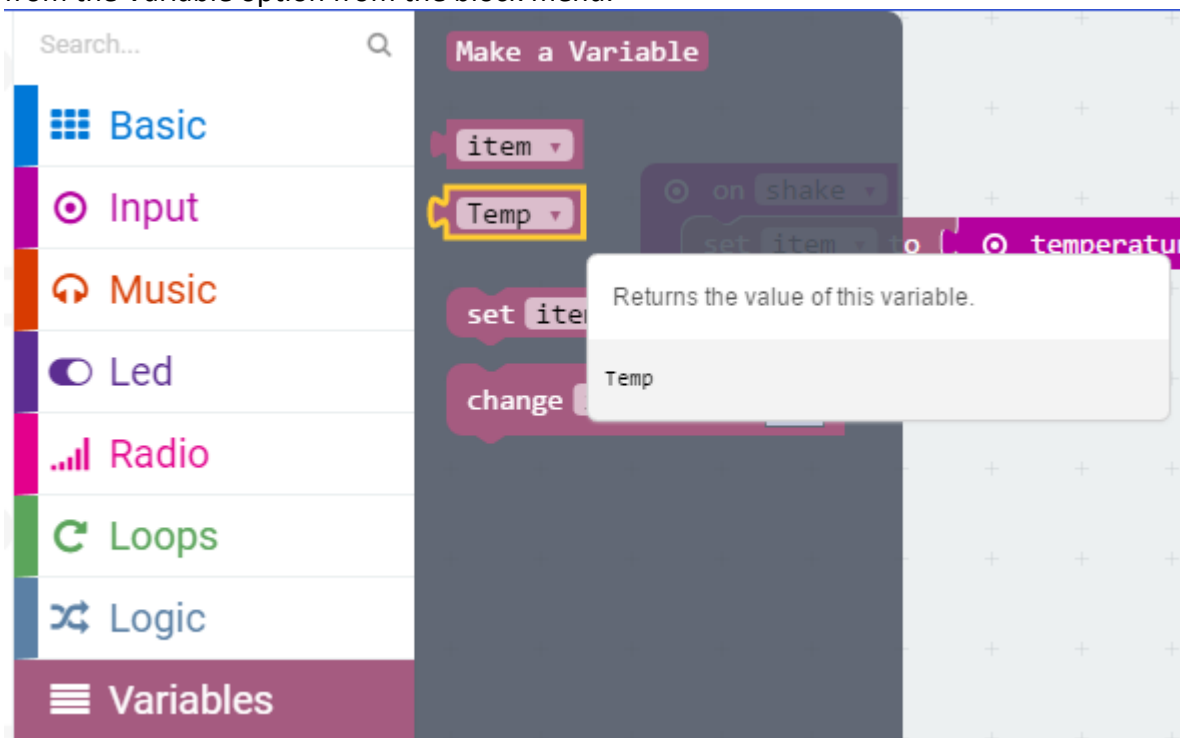 Search...
Basic
Input
Music
Led
Radio
Loops
Logic
Variables
Make a Variable
item
Temp
set
change
on shake
set item to
Returns the value of this variable.
Temp